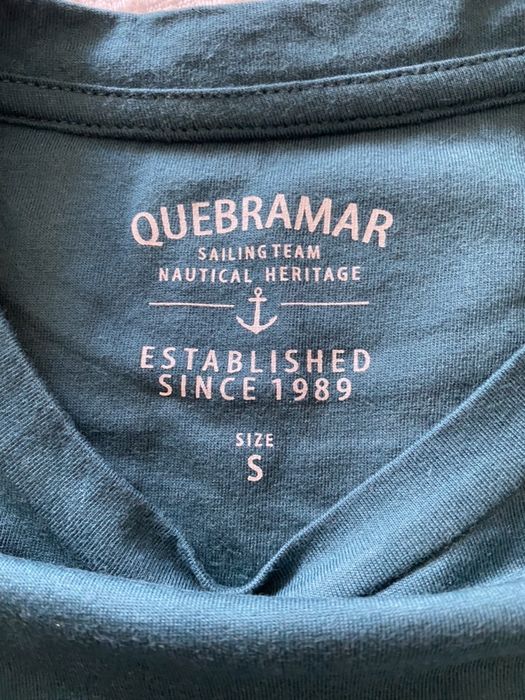 QUEBRAMAR
SAILING TEAM
NAUTICAL HERITAGE
ESTABLISHED
SINCE 1989
SIZE
S